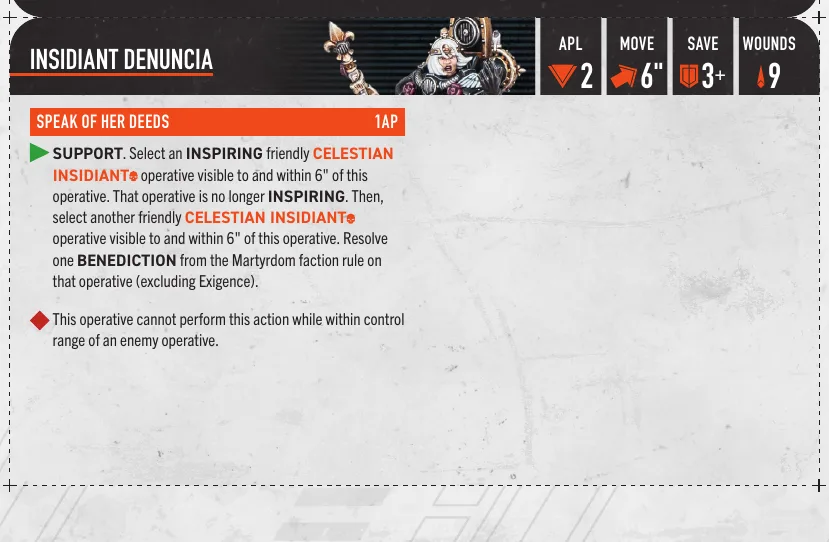 INSIDIANT DENUNCIA
APL
2
MOVE
6"
SAVE
3+
WOUNDS
9
SPEAK OF HER DEEDS 1AP
SUPPORT. Select an INSPIRING friendly CELESTIAN
INSIDIANT operative visible to and within 6" of this
operative. That operative is no longer INSPIRING. Then,
select another friendly CELESTIAN INSIDIANT
operative visible to and within 6" of this operative. Resolve
one BENEDICTION from the Martyrdom faction rule on
that operative (excluding Exigence).
This operative cannot perform this action while within control
range of an enemy operative.